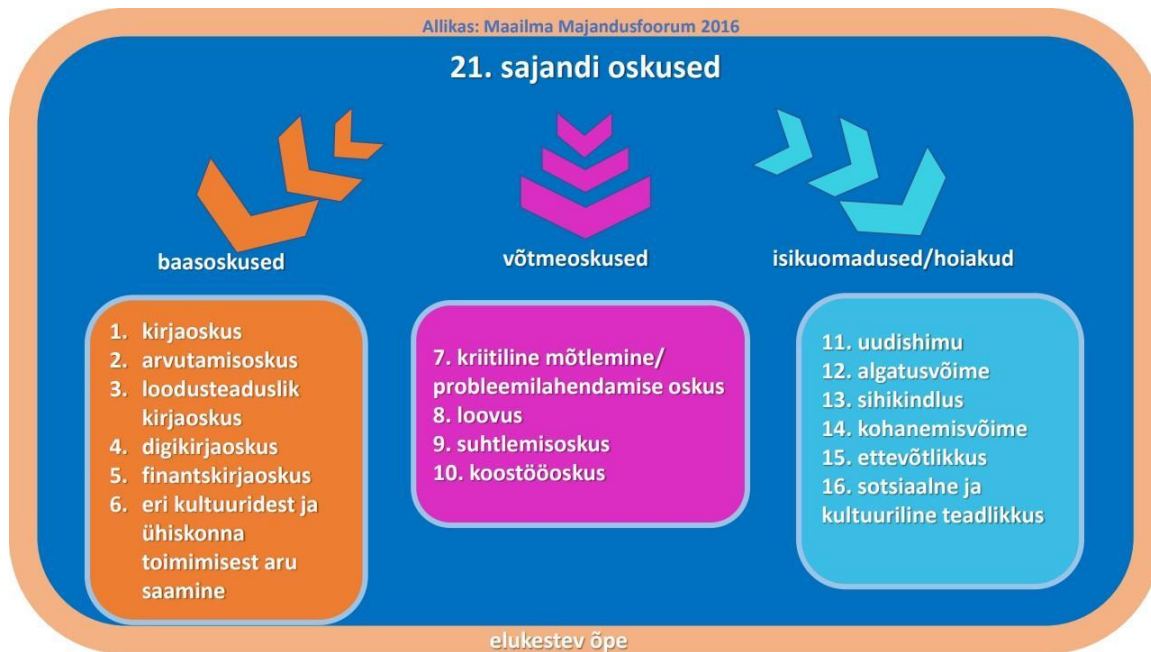 Allikas: Maailma Majandusfoorum 2016
21. sajandi oskused
baasoskused
1. kirjaoskus
2. arvutamisoskus
3. loodusteaduslik
kirjaoskus
4. digikirjaoskus
5. finantskirjaoskus
6. eri kultuuridest ja
ühiskonna
toimimisest aru
saamine
võtmeoskused
7. kriitiline mõtlemine/
probleemilahendamise oskus
8. loovus
9. suhtlemisoskus
10. koostööoskus
isikuomadused/hoiakud
11. uudishimu
12. algatusvõime
13. sihikindlus
14. kohanemisvõime
15. ettevõtlikkus
16. sotsiaalne ja
kultuuriline teadlikkus
elukestev õpe